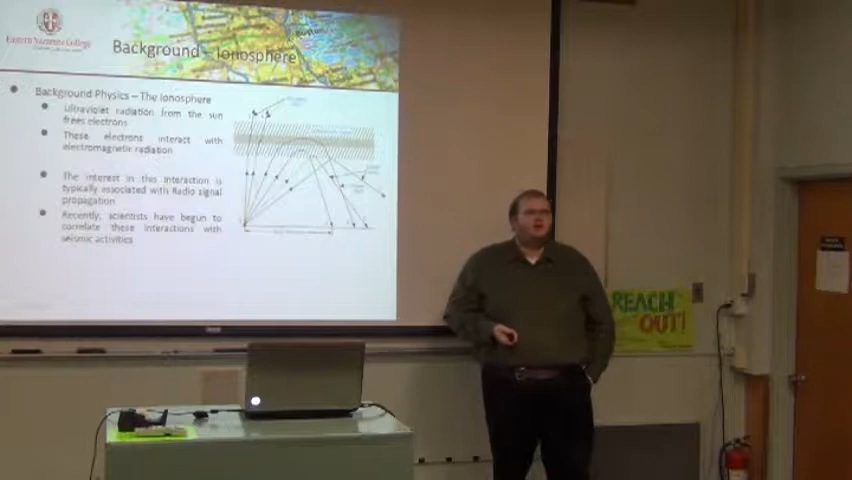 Eastern Nazarene College
Background – Ionosphere
Background Physics – The Ionosphere
Ultraviolet radiation from the sun
frees electrons
These electrons interact with
electromagnetic radiation
The interest in this interaction is
typically associated with Radio signal
propagation
Recently, scientists have begun to
correlate these interactions with
seismic activities
REACH
OUT!